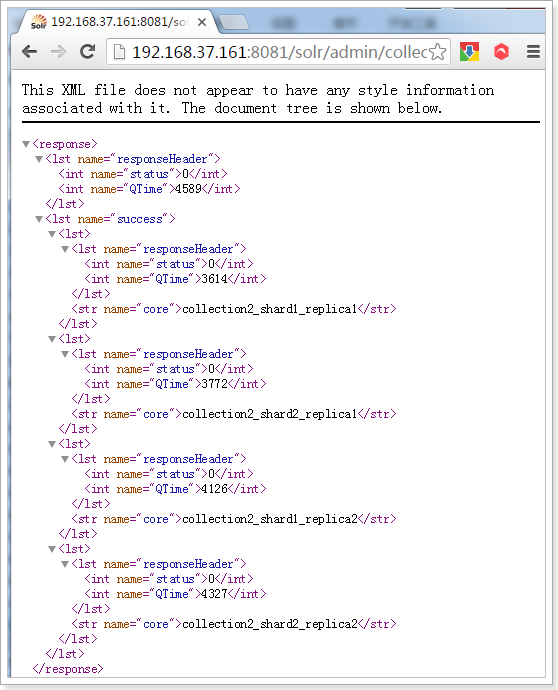 192.168.37.161:8081/sol
192.168.37.161:8081/solr/admin/collec
This XML file does not appear to have any style information
associated with it. The document tree is shown below.
<response>
<lst name="responseHeader">
<int name="status">0</int>
<int name="QTime">4589</int>
</lst>
<lst name="success">
<lst>
<lst name="responseHeader">
<int name="status">0</int>
<int name="QTime">3614</int>
</lst>
<str name="core">collection2_shard1_replica1</str>
</lst>
<lst>
<lst name="responseHeader">
<int name="status">0</int>
<int name="QTime">3772</int>
</lst>
<str name="core">collection2_shard2_replica1</str>
</lst>
<lst>
<lst name="responseHeader">
<int name="status">0</int>
<int name="QTime">4126</int>
</lst>
<str name="core">collection2_shard1_replica2</str>
</lst>
<lst>
<lst name="responseHeader">
<int name="status">0</int>
<int name="QTime">4327</int>
</lst>
<str name="core">collection2_shard2_replica2</str>
</lst>
</lst>
</response>